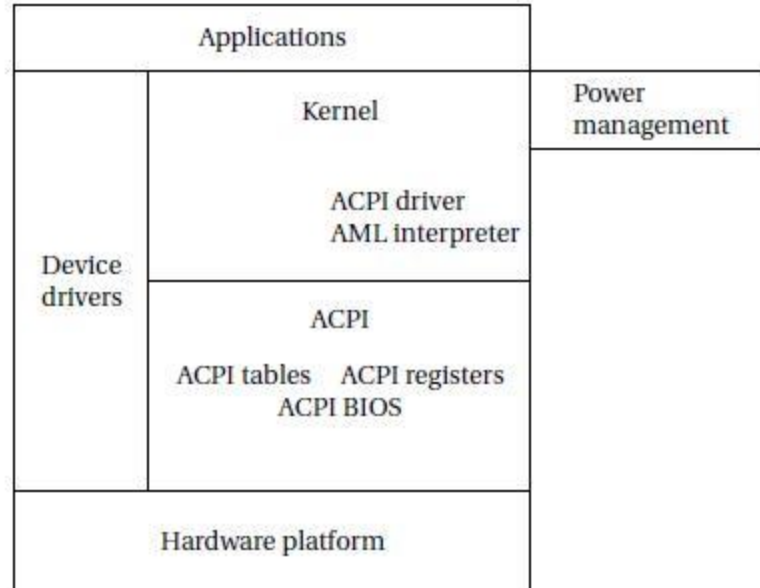 Applications
Kernel
Power
management
ACPI driver
AML interpreter
Device
drivers
ACPI
ACPI tables ACPI registers
ACPI BIOS
Hardware platform